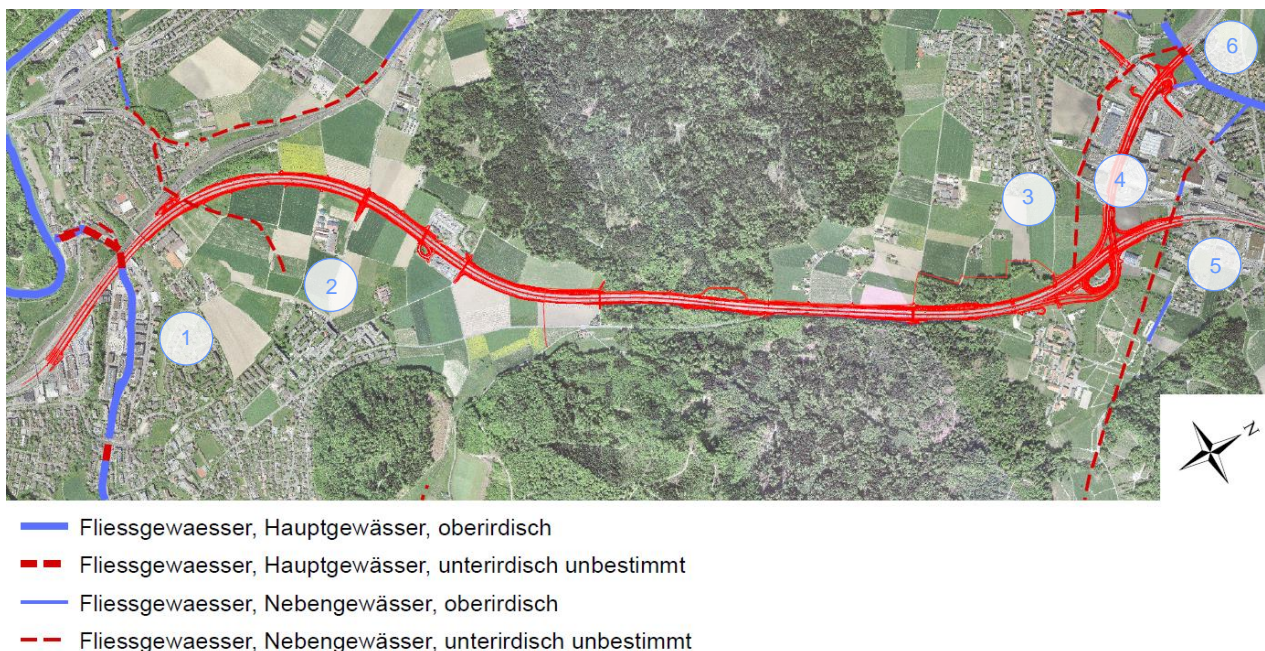 6
3
4
5
2
1
N
Fliessgewaesser, Hauptgewässer, oberirdisch
Fliessgewaesser, Hauptgewässer, unterirdisch unbestimmt
Fliessgewaesser, Nebengewässer, oberirdisch
Fliessgewaesser, Nebengewässer, unterirdisch unbestimmt